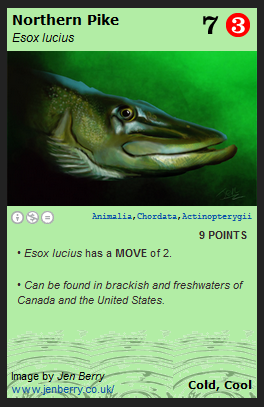 Northern Pike 7 3
Esox lucius
Animalia,Chordata,Actinopterygii
9 POINTS
• Esox lucius has a MOVE of 2.
• Can be found in brackish and freshwaters of
Canada and the United States.
Image by Jen Berry
www.jenberry.co.uk/
Cold, Cool